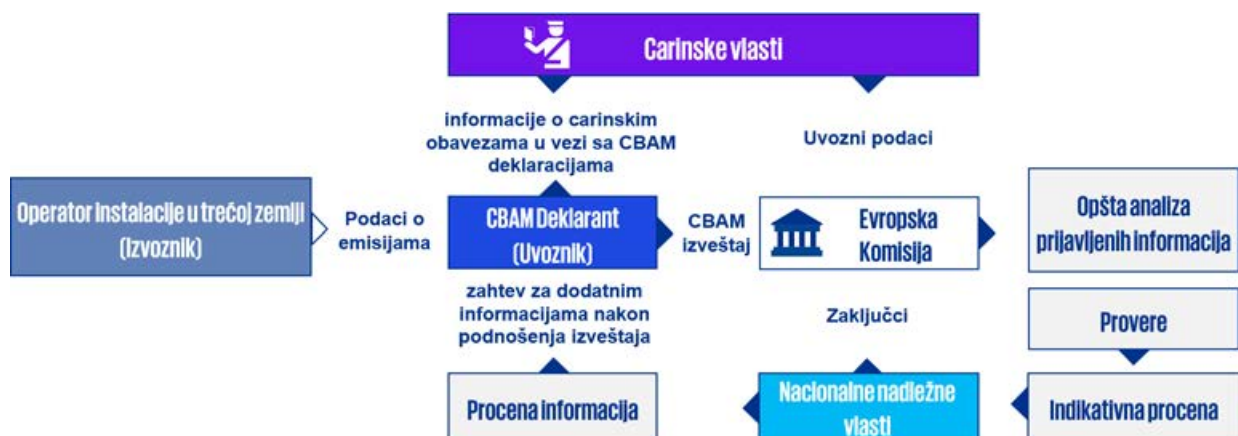 Carinske vlasti
informacije o carinskim
obavezama u vezi sa CBAM
deklaracijama
Uvozni podaci
Operator instalacije u trećoj zemlji
(Izvoznik)
Podaci o
emisijama
CBAM Deklarant
(Uvoznik)
CBAM
izveštaj
Evropska
Komisija
Opšta analiza
prijavljenih informacija
zahtev za dodatnim
informacijama nakon
podnošenja izveštaja
Zaključci
Provere
Procena informacija
Nacionalne nadležne
vlasti
Indikativna procena